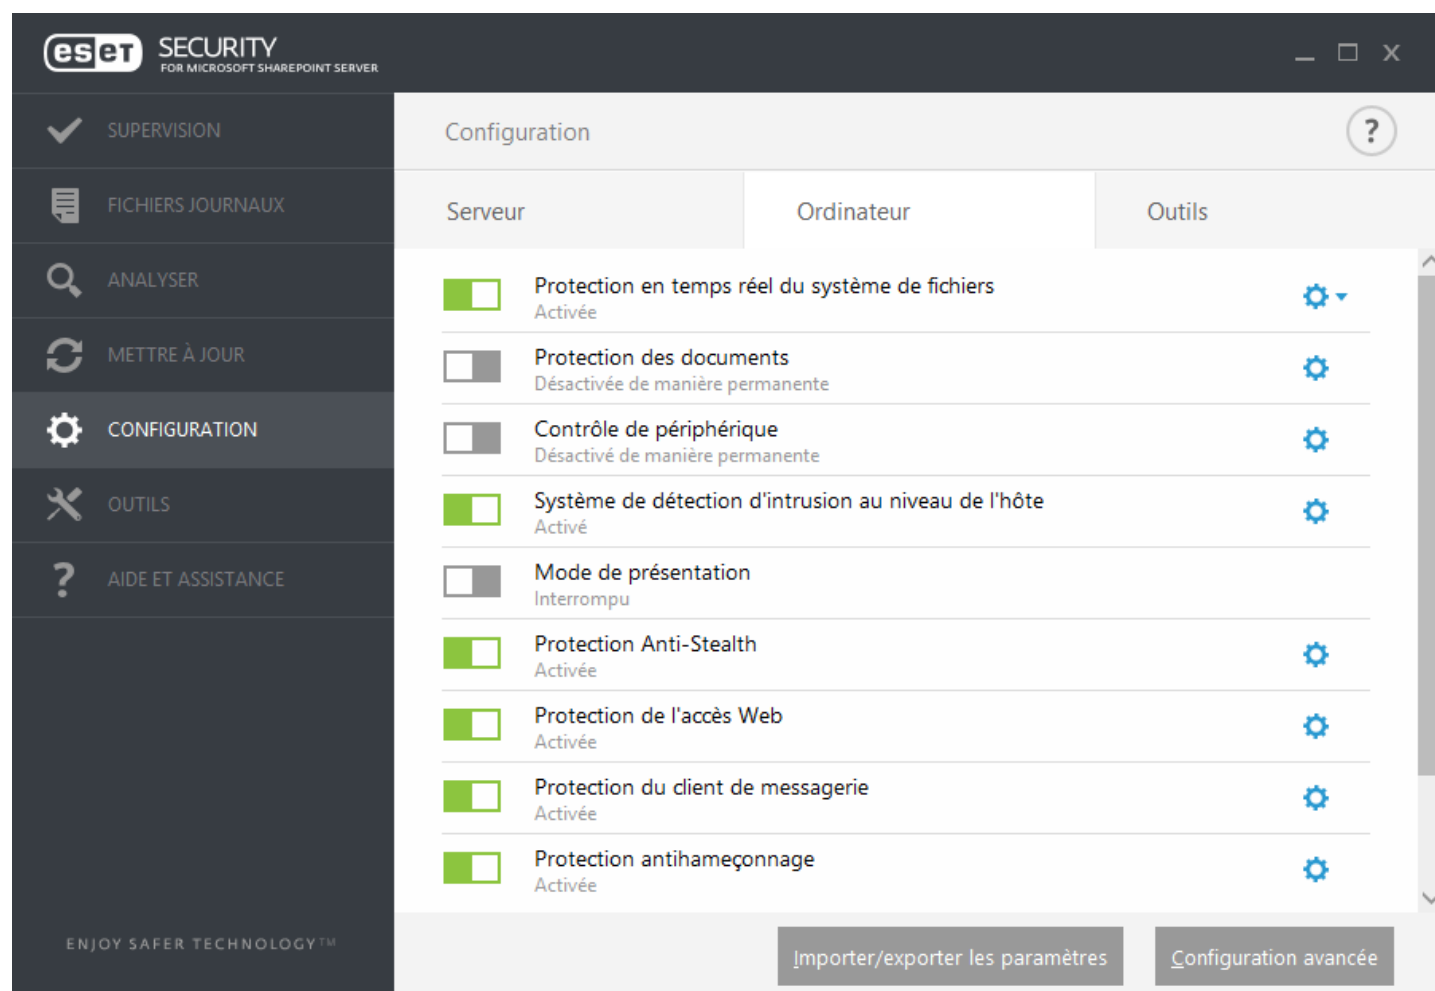 eset SECURITY
FOR MICROSOFT SHAREPOINT SERVER
SUPERVISION
FICHIERS JOURNAUX
ANALYSER
METTRE À JOUR
CONFIGURATION
OUTILS
AIDE ET ASSISTANCE
ENJOY SAFER TECHNOLOGY™
Configuration
?
Serveur
Ordinateur
Outils
Protection en temps réel du système de fichiers
Activée
Protection des documents
Désactivée de manière permanente
Contrôle de périphérique
Désactivé de manière permanente
Système de détection d'intrusion au niveau de l'hôte
Activé
Mode de présentation
Interrompu
Protection Anti-Stealth
Activée
Protection de l'accès Web
Activée
Protection du client de messagerie
Activée
Protection antihameçonnage
Activée
Importer/exporter les paramètres
Configuration avancée